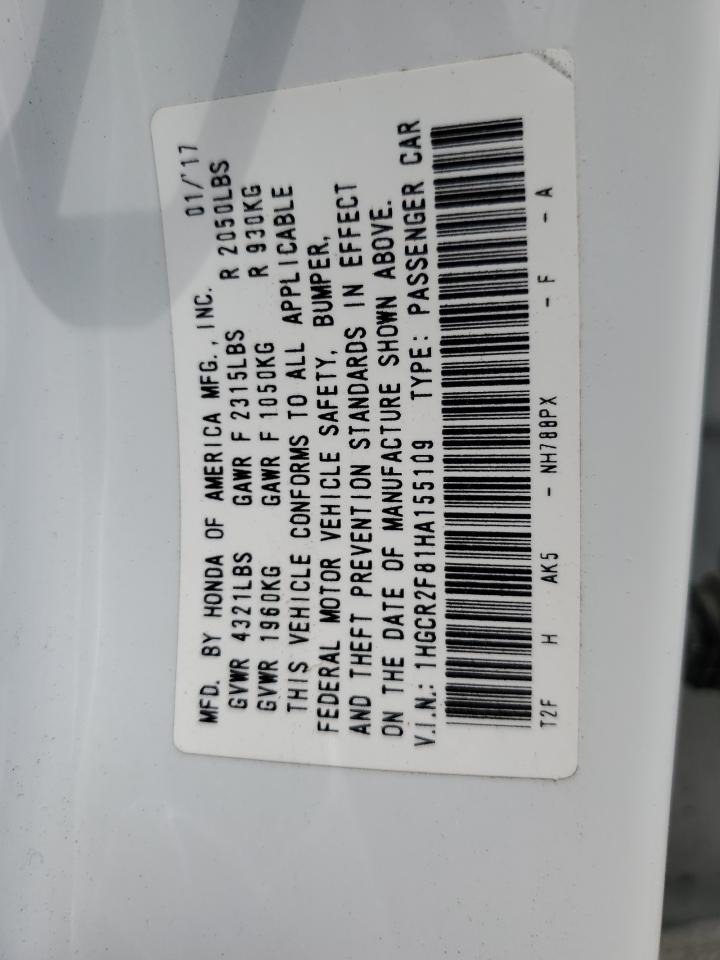 MFD. BY HONDA OF AMERICA MFG., INC. 01/'17
GVWR 4321LBS GAWR F 2315LBS R 2050LBS
GVWR 1960KG GAWR F 1050KG R 930KG
THIS VEHICLE CONFORMS TO ALL APPLICABLE
FEDERAL MOTOR VEHICLE SAFETY, BUMPER,
AND THEFT PREVENTION STANDARDS IN EFFECT
ON THE DATE OF MANUFACTURE SHOWN ABOVE.
V.I.N.: 1HGCR2F81HA155109 TYPE: PASSENGER CAR
T2F H AK5 - NH788PX - F - A